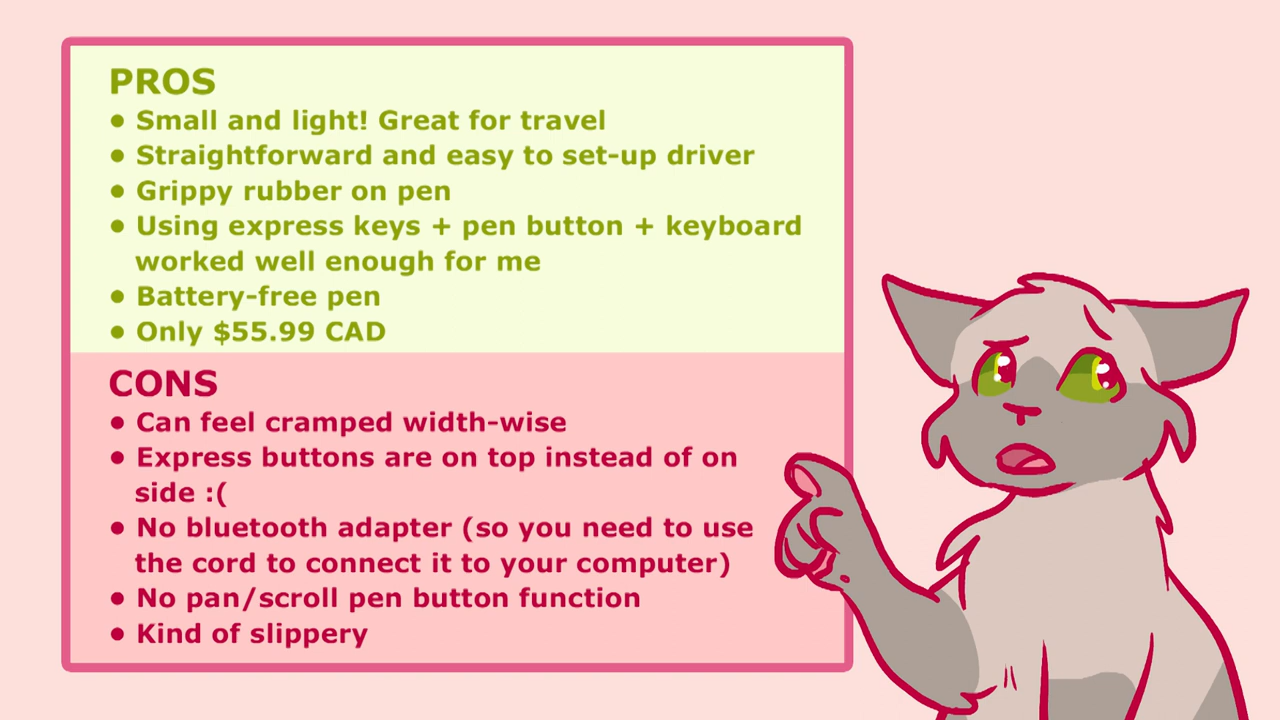 PROS
• Small and light! Great for travel
• Straightforward and easy to set-up driver
• Grippy rubber on pen
• Using express keys + pen button + keyboard
worked well enough for me
• Battery-free pen
• Only $55.99 CAD
CONS
• Can feel cramped width-wise
• Express buttons are on top instead of on
side :(
• No bluetooth adapter (so you need to use
the cord to connect it to your computer)
• No pan/scroll pen button function
• Kind of slippery